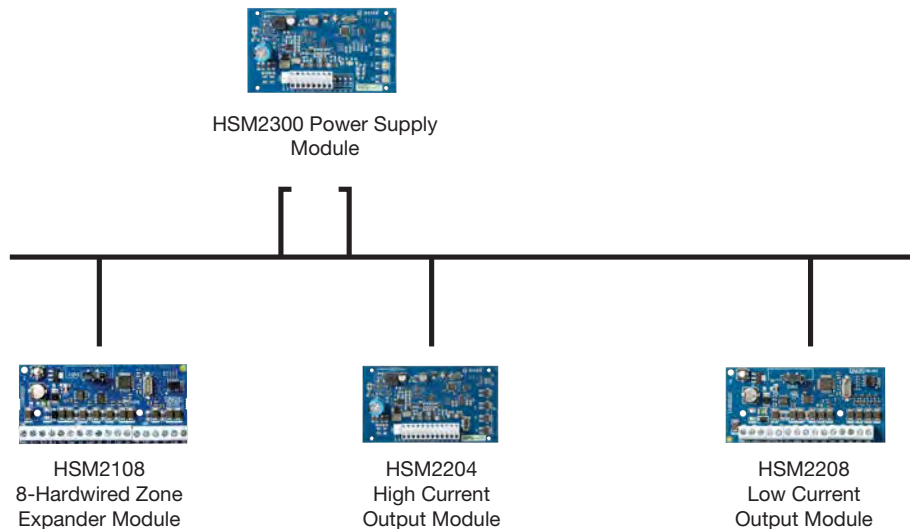 HSM2300 Power Supply
Module
HSM2108
8-Hardwired Zone
Expander Module
HSM2204
High Current
Output Module
HSM2208
Low Current
Output Module